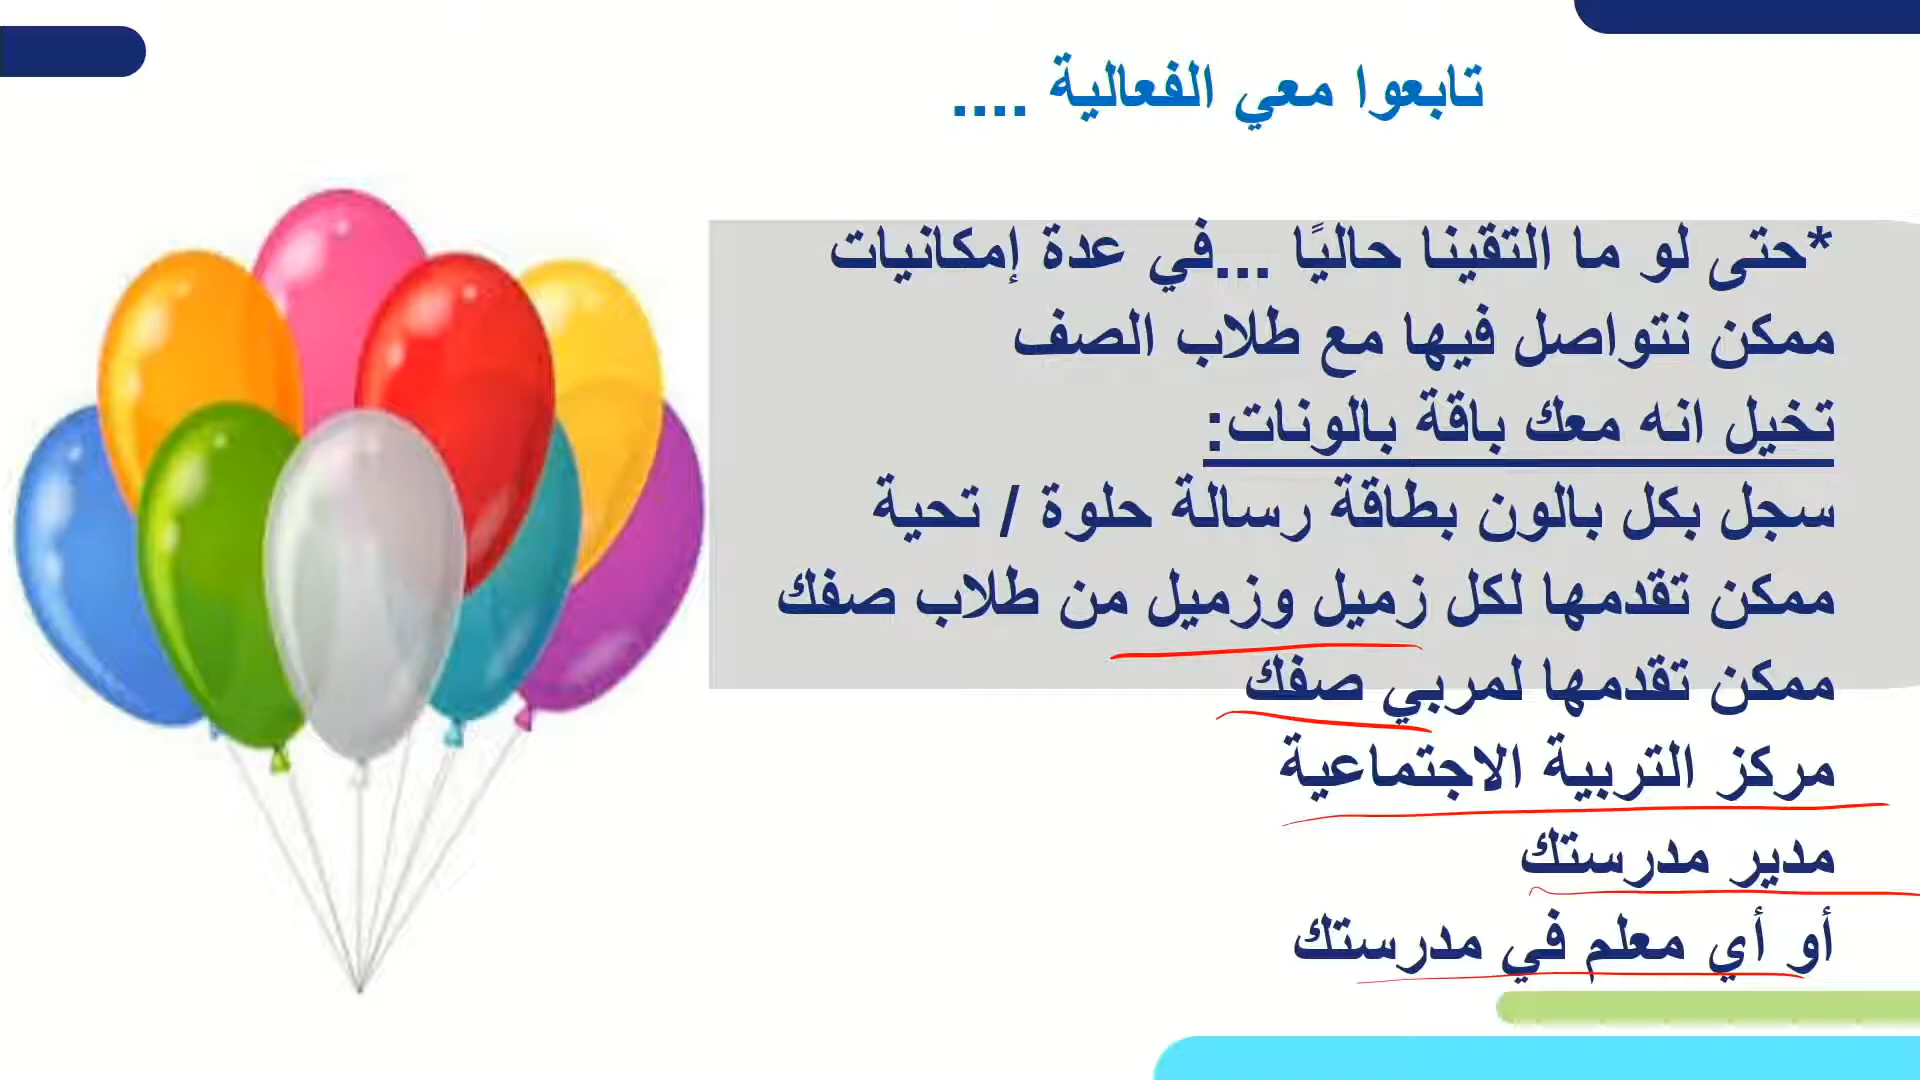 تابعوا معي الفعالية ....
*حتى لو ما التقينا حاليًا ...في عدة إمكانيات
ممكن نتواصل فيها مع طلاب الصف
تخيل انه معك باقة بالونات:
سجل بكل بالون بطاقة رسالة حلوة / تحية
ممكن تقدمها لكل زميل وزميل من طلاب صفك
ممكن تقدمها لمربي صفك
مركز التربية الاجتماعية
مدير مدرستك
أو أي معلم في مدرستك